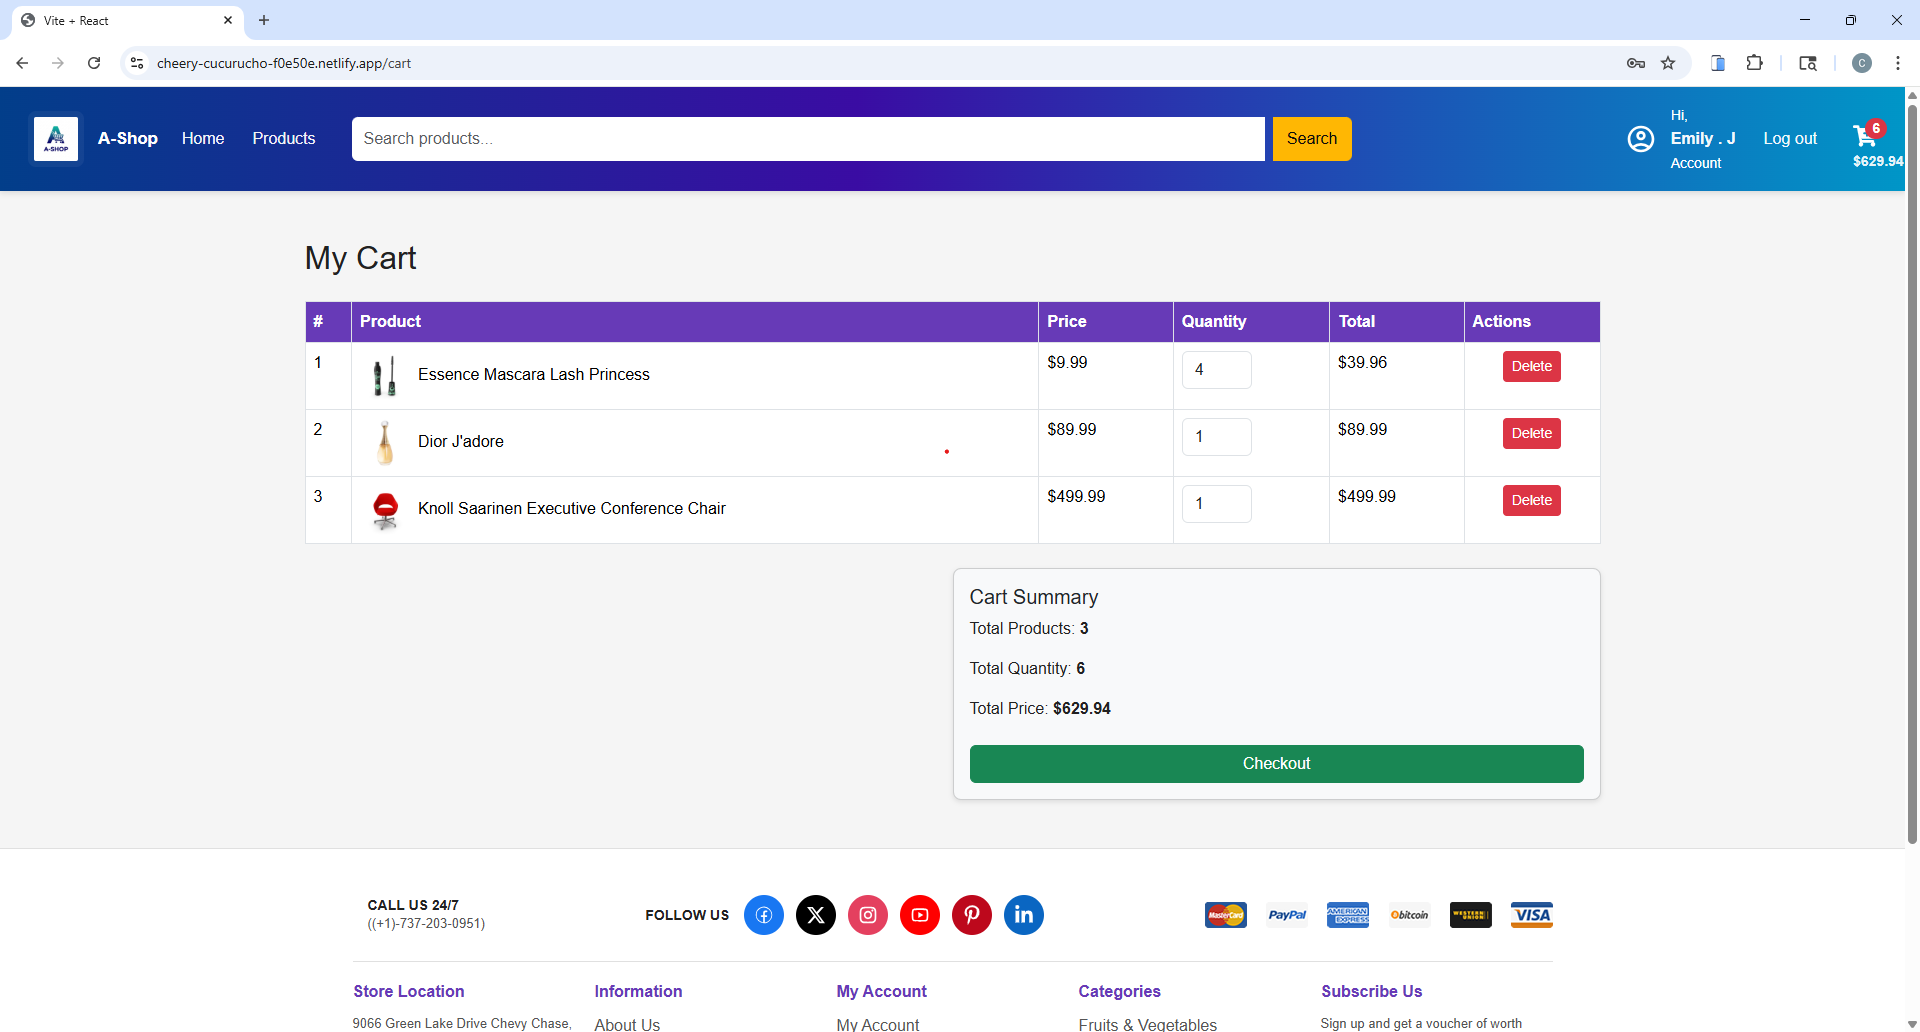 Vite + React
cheery-cucurucho-f0e50e.netlify.app/cart
A-SHOP
A-Shop
Home
Products
Search products...
Search
Hi,
Emily . J
Account
Log out
6
$629.94
My Cart
# Product Price Quantity Total Actions
1 Essence Mascara Lash Princess $9.99 4 $39.96 Delete
2 Dior J'adore $89.99 1 $89.99 Delete
3 Knoll Saarinen Executive Conference Chair $499.99 1 $499.99 Delete
Cart Summary
Total Products: 3
Total Quantity: 6
Total Price: $629.94
Checkout
CALL US 24/7
((+1)-737-203-0951)
FOLLOW US
MasterCard
PayPal
AMERICAN EXPRESS
bitcoin
WESTERN UNION
VISA
Store Location
9066 Green Lake Drive Chevy Chase,
Information
About Us
My Account
My Account
Categories
Fruits & Vegetables
Subscribe Us
Sign up and get a voucher of worth